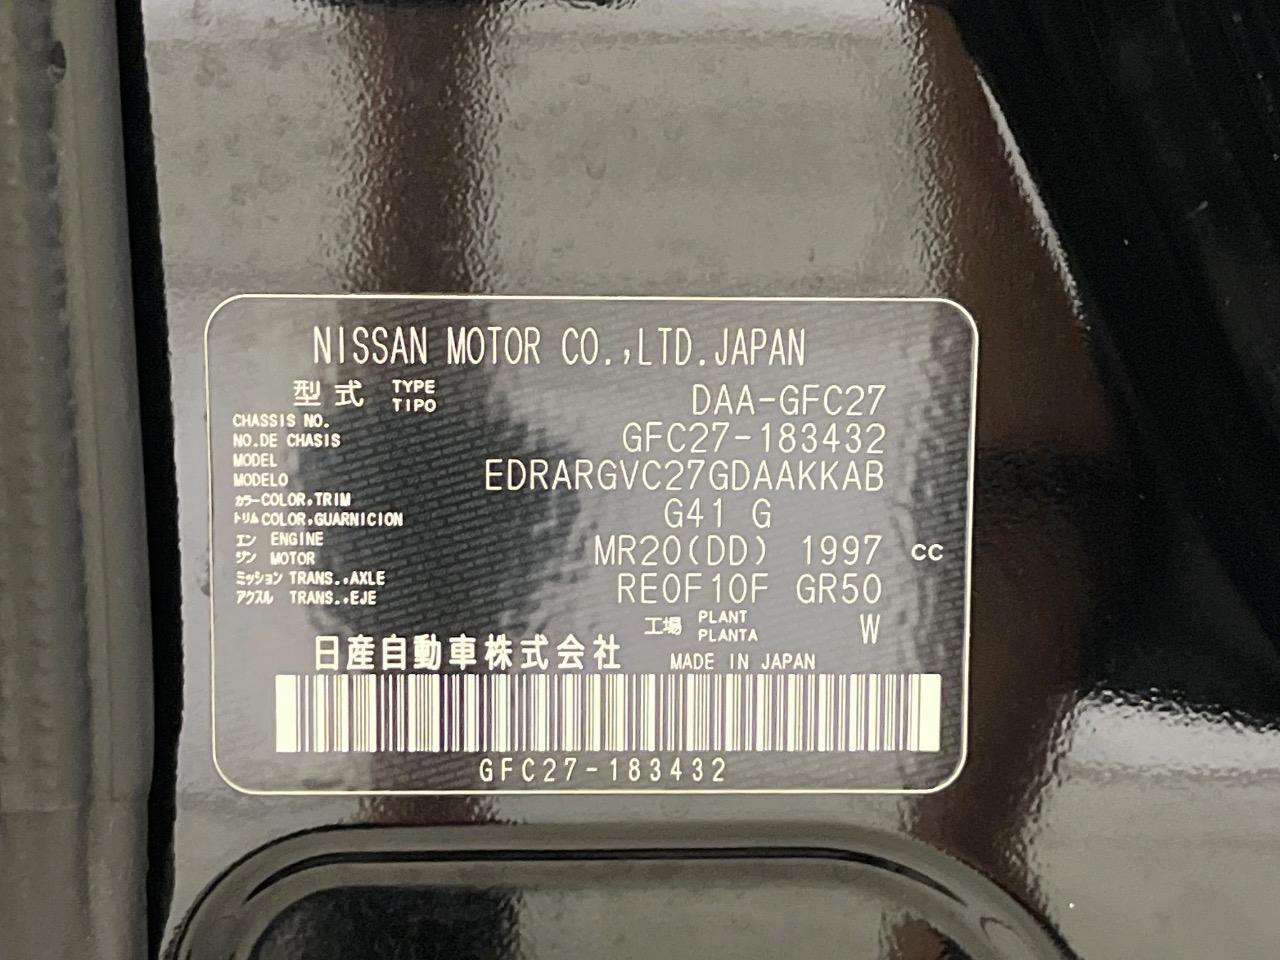 NISSAN MOTOR CO.,LTD.JAPAN
型式 TYPE TIPO DAA-GFC27
CHASSIS NO.
NO.DE CHASIS GFC27-183432
MODEL
MODELO EDRARGVC27GDAAKKAB
カラー COLOR,TRIM
トリム COLOR,GUARNICION G41 G
エン ENGINE
ジン MOTOR MR20(DD) 1997 cc
ミッション TRANS.,AXLE
アクスル TRANS.,EJE RE0F10F GR50
工場 PLANT PLANTA W
日産自動車株式会社 MADE IN JAPAN
GFC27-183432